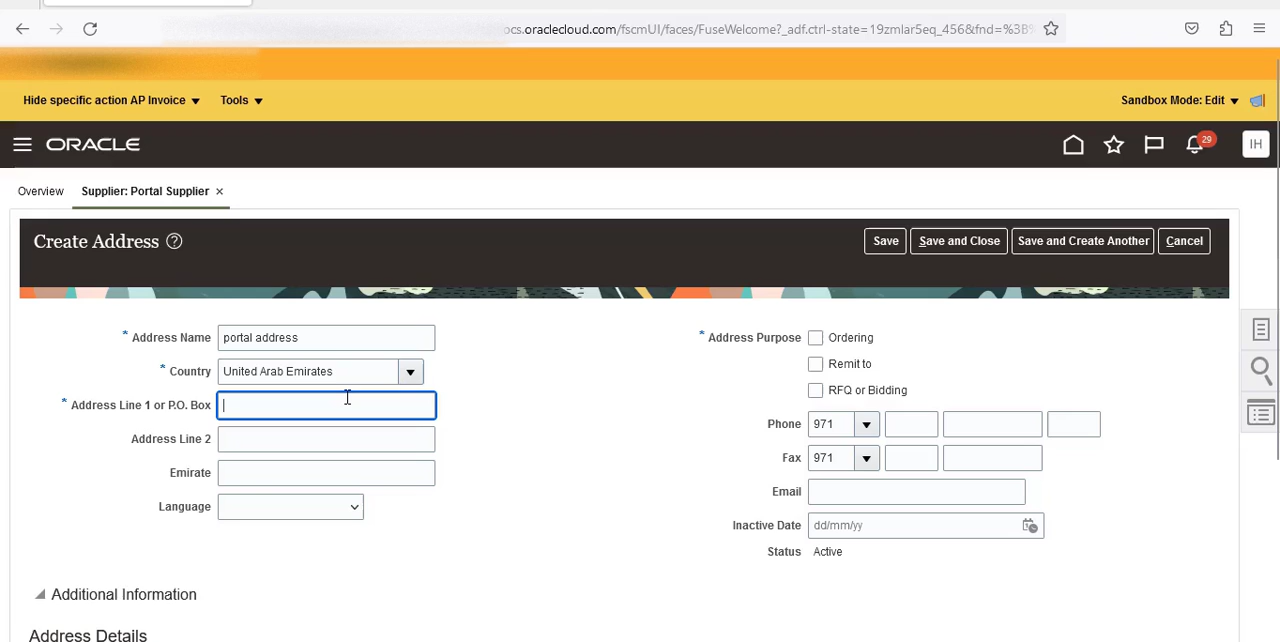 ocs.oraclecloud.com/fscmUI/faces/FuseWelcome?_adf.ctrl-state=19zmlar5eq_456&fnd=%3B%
Hide specific action AP Invoice Tools Sandbox Mode: Edit
ORACLE 29 IH
Overview Supplier: Portal Supplier ×
Create Address ? Save Save and Close Save and Create Another Cancel
* Address Name portal address
* Country United Arab Emirates
* Address Line 1 or P.O. Box
Address Line 2
Emirate
Language
* Address Purpose Ordering
Remit to
RFQ or Bidding
Phone 971
Fax 971
Email
Inactive Date dd/mm/yy
Status Active
Additional Information
Address Details